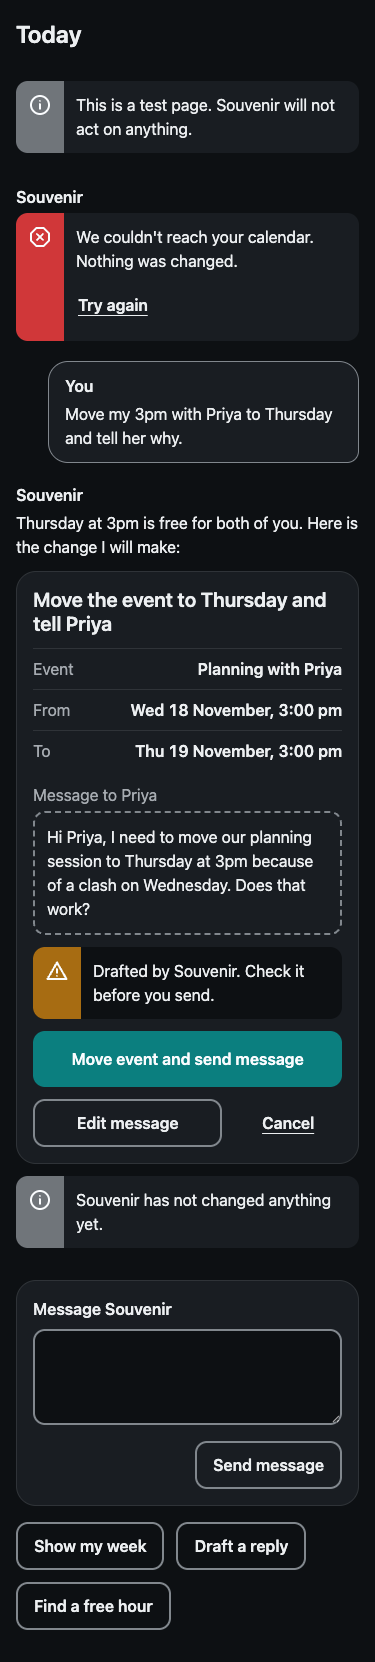 Today
This is a test page. Souvenir will not
act on anything.
Souvenir
We couldn't reach your calendar.
Nothing was changed.
Try again
You
Move my 3pm with Priya to Thursday
and tell her why.
Souvenir
Thursday at 3pm is free for both of you. Here is
the change I will make:
Move the event to Thursday and
tell Priya
Event Planning with Priya
From Wed 18 November, 3:00 pm
To Thu 19 November, 3:00 pm
Message to Priya
Hi Priya, I need to move our planning
session to Thursday at 3pm because
of a clash on Wednesday. Does that
work?
Drafted by Souvenir. Check it
before you send.
Move event and send message
Edit message Cancel
Souvenir has not changed anything
yet.
Message Souvenir
Send message
Show my week Draft a reply
Find a free hour